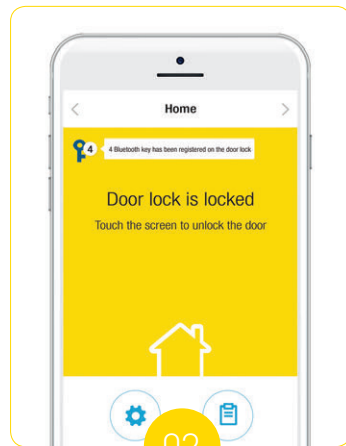 Home
4
4 Bluetooth key has been registered on the door lock
Door lock is locked
Touch the screen to unlock the door
02